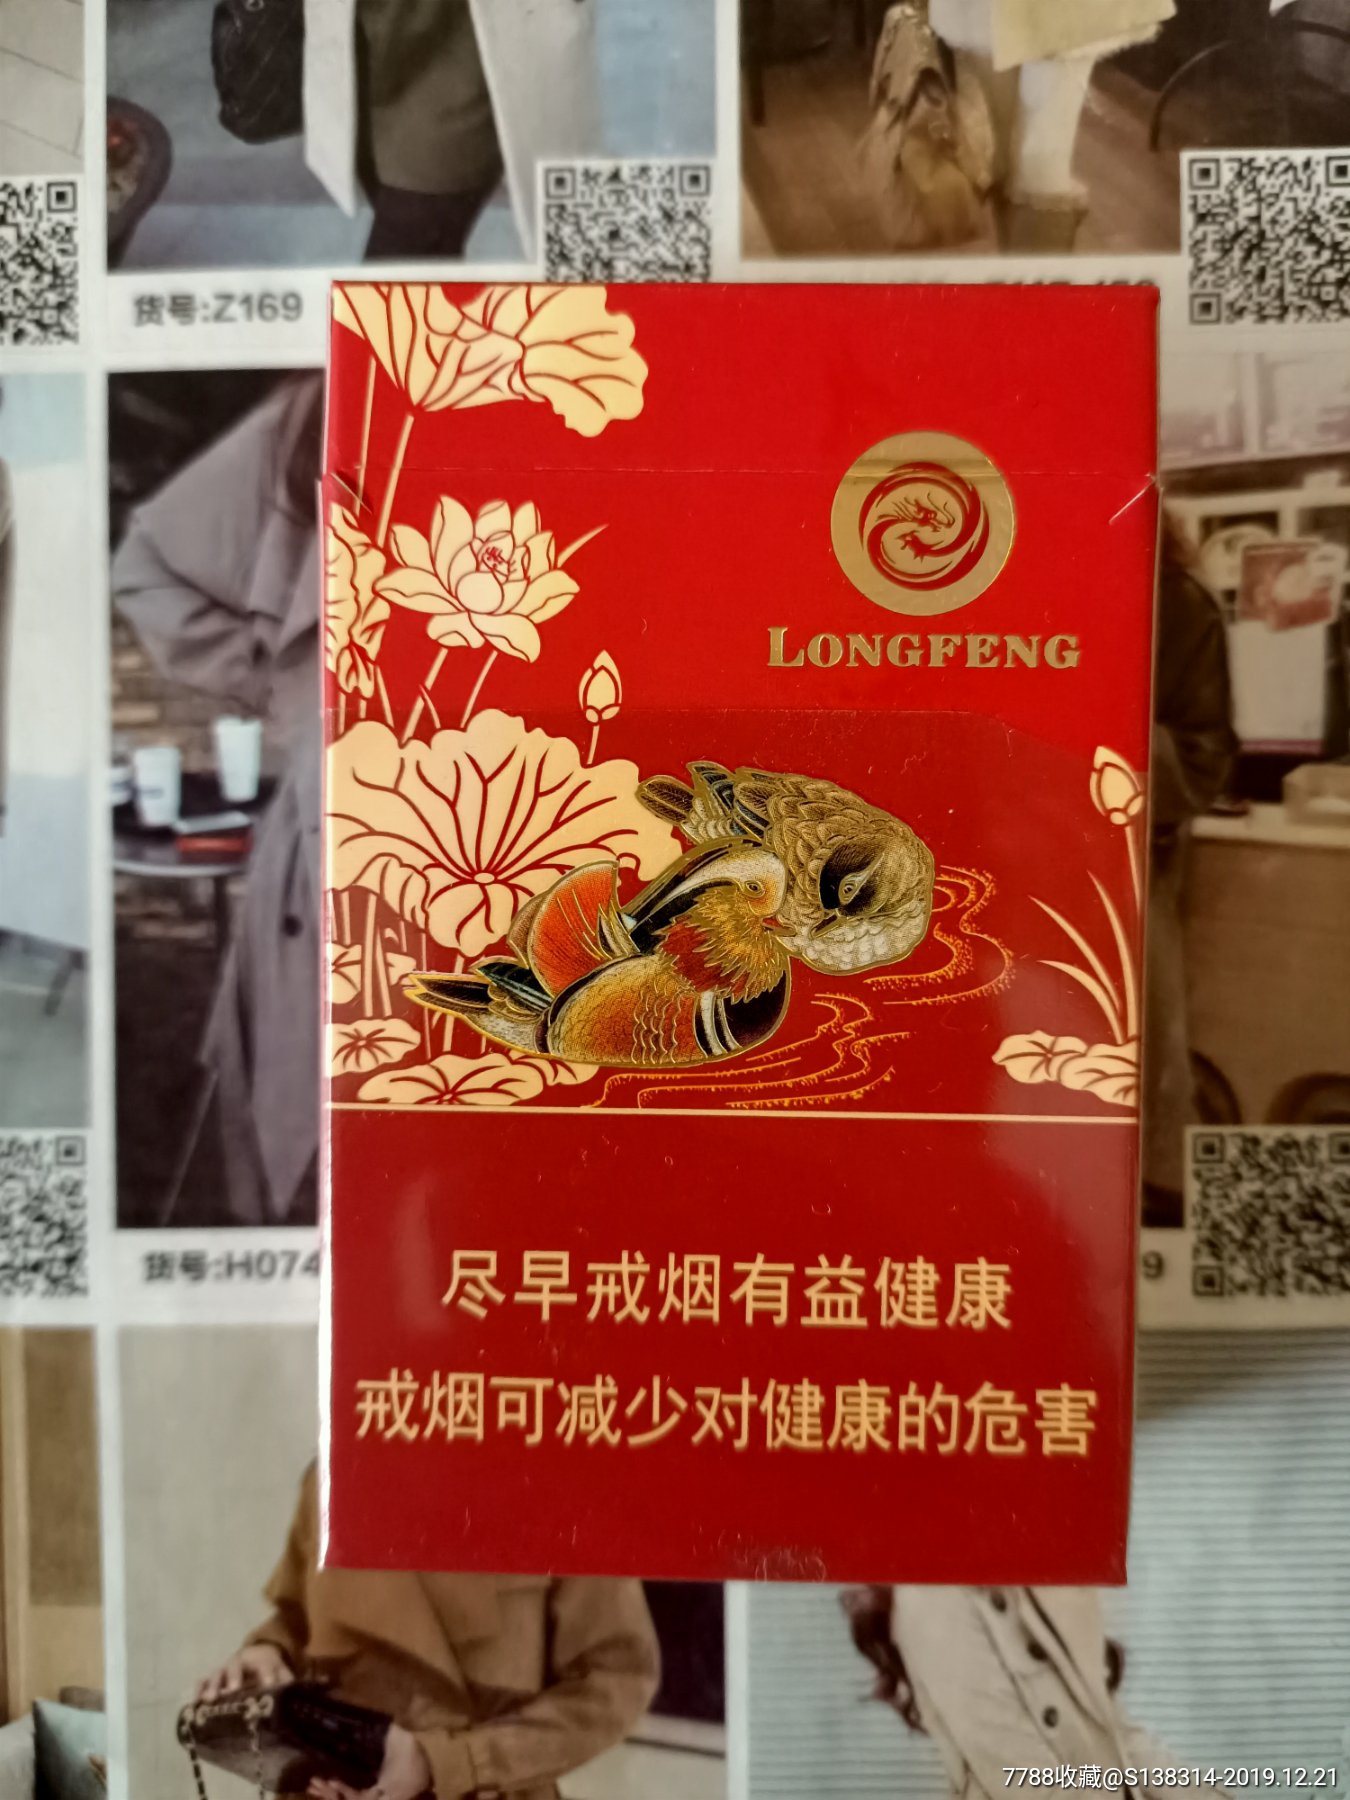 货号:Z169
LONGFENG
货号:H074
9
尽早戒烟有益健康
戒烟可减少对健康的危害
7788收藏@S138314-2019.12.21